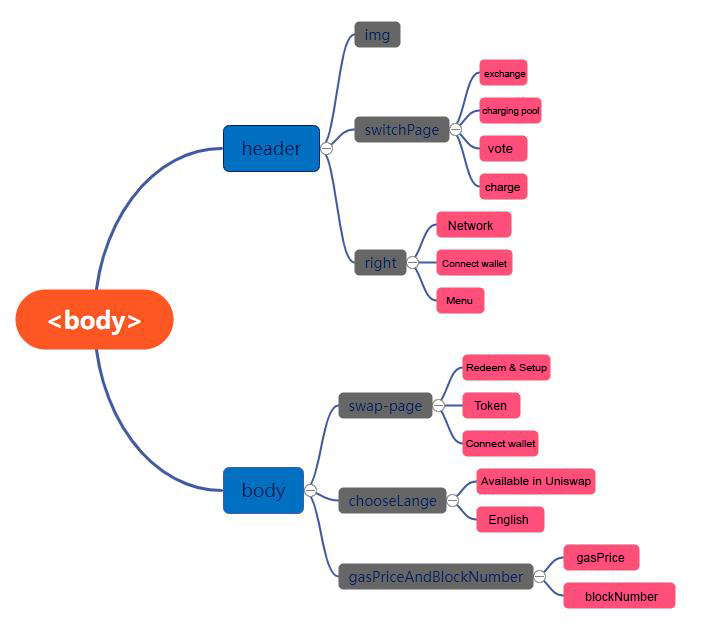 img
exchange
charging pool
switchPage
vote
header
charge
Network
right
Connect wallet
Menu
<body>
Redeem & Setup
swap-page
Token
Connect wallet
Available in Uniswap
body
chooseLange
English
gasPrice
gasPriceAndBlockNumber
blockNumber